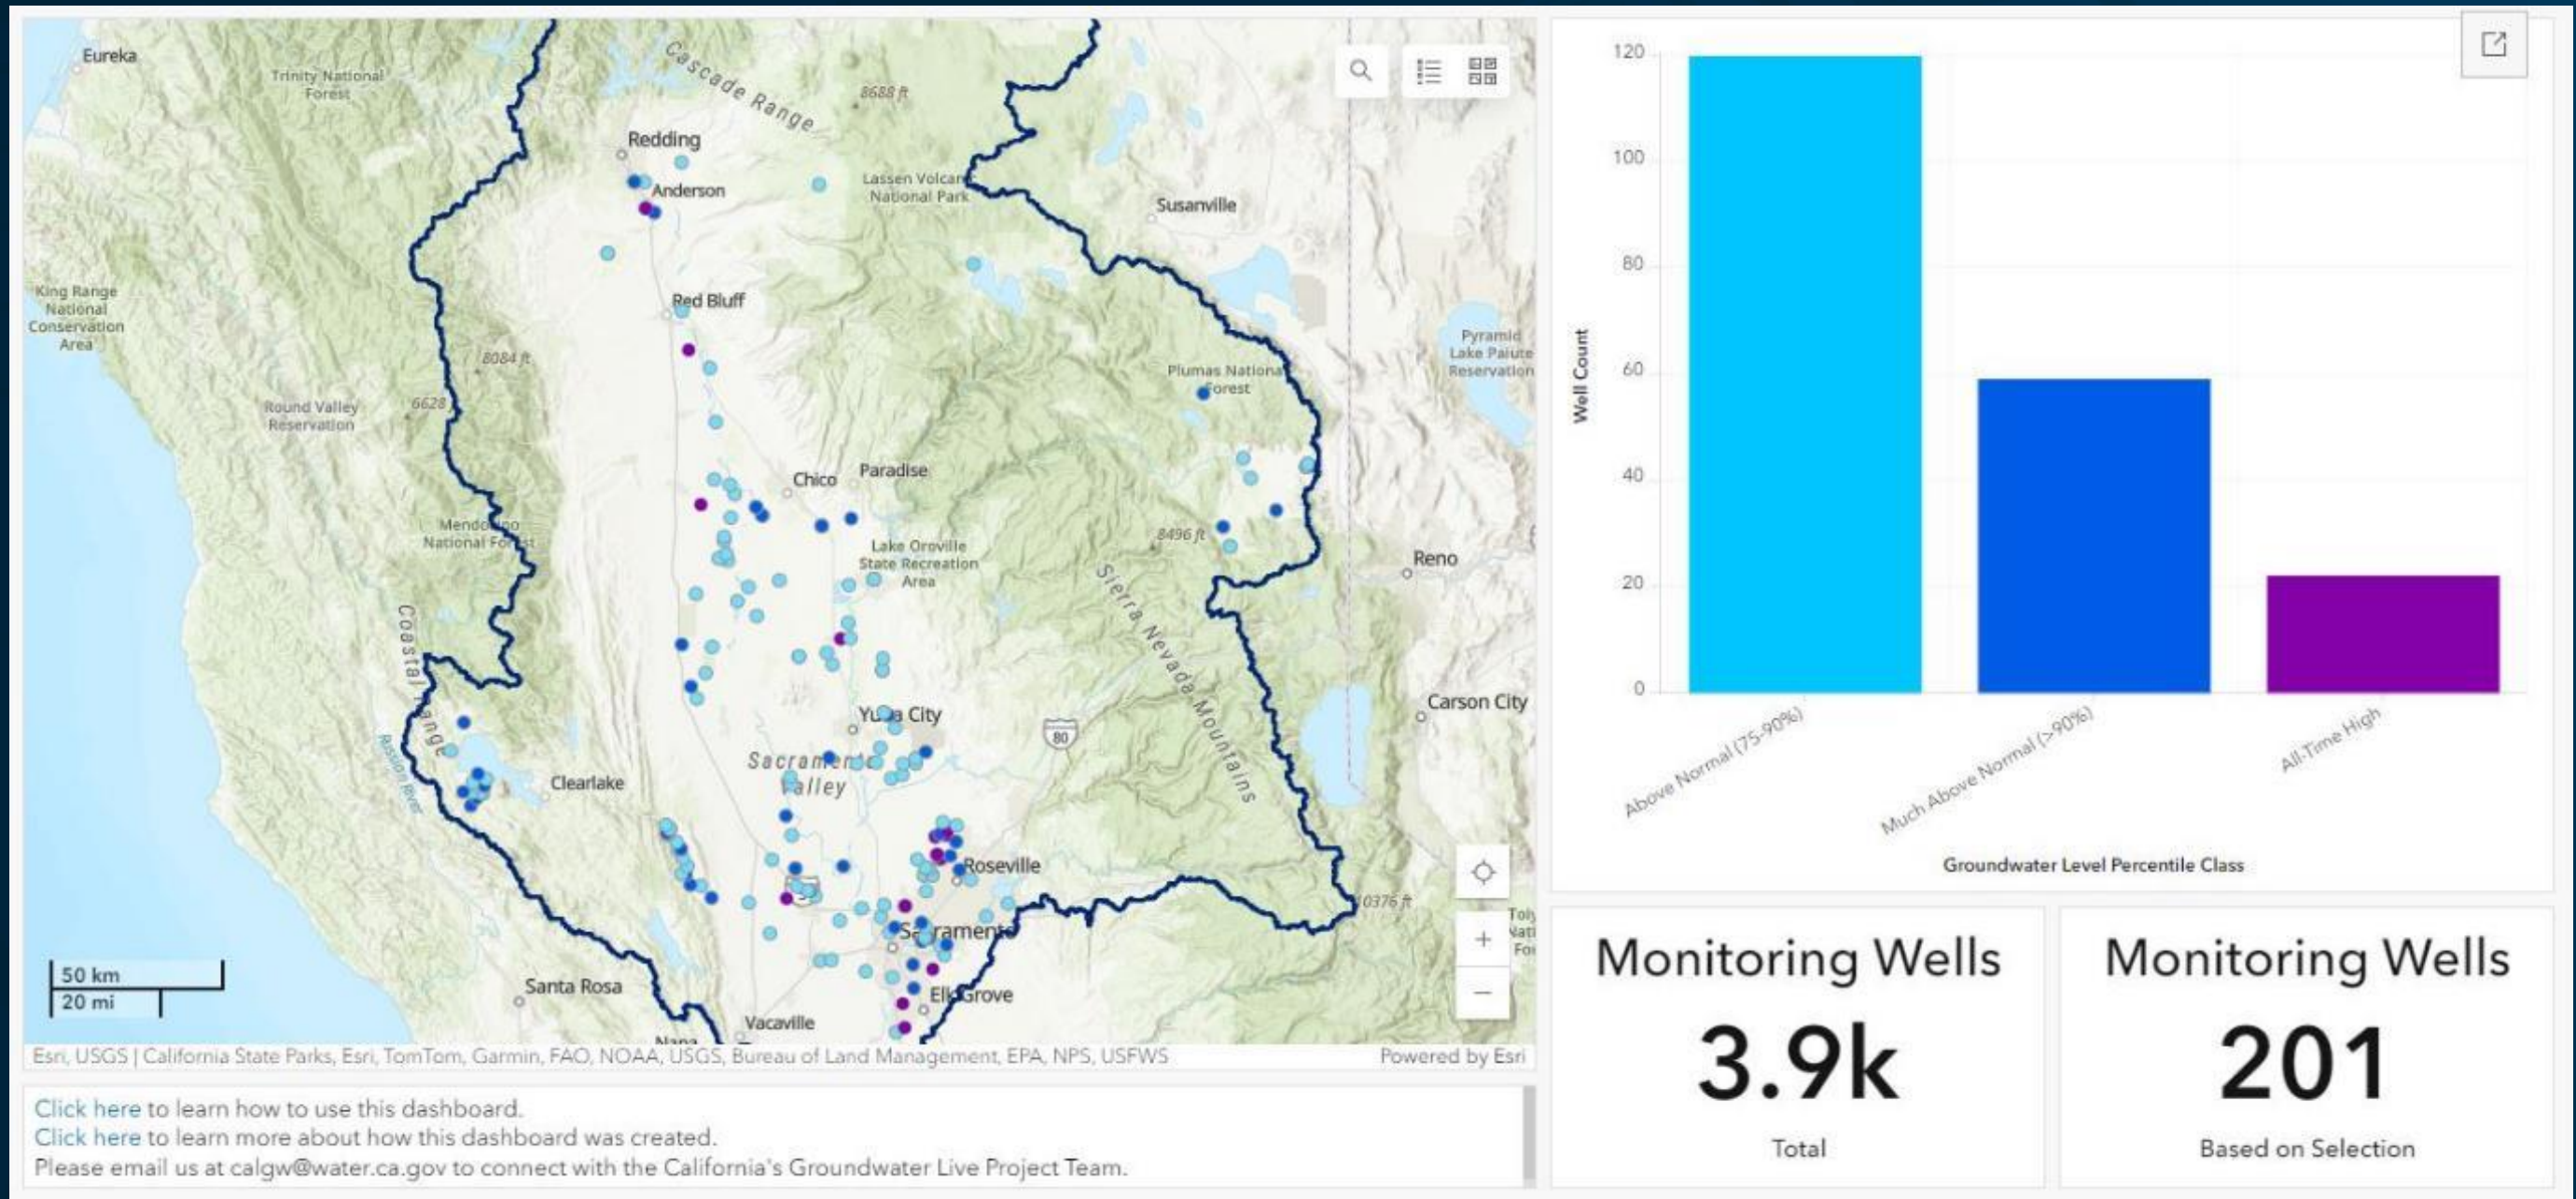 Eureka
Trinity National
Forest
Cascade Range
8688 ft
Redding
Anderson
Lassen Volcan
National Park
Susanville
King Range
National
Conservation
Area
Red Bluff
8084 ft
Pyramid
Lake Paiute
Reservation
Plumas Nationa
Forest
Round Valley
Reservation
6628
Chico
Paradise
Mendocino
National Forest
8496 ft
Lake Oroville
State Recreation
Area
Reno
Coastal Range
Sierra Nevada Mountains
Carson City
Yuba City
80
Russian River
Sacramento
Valley
Clearlake
Roseville
10376 ft
Toiy
Nati
Fo
Sacramento
Santa Rosa
Elk Grove
Vacaville
Napa
50 km
20 mi
Esri, USGS | California State Parks, Esri, TomTom, Garmin, FAO, NOAA, USGS, Bureau of Land Management, EPA, NPS, USFWS
Powered by Esri
Click here to learn how to use this dashboard.
Click here to learn more about how this dashboard was created.
Please email us at calgw@water.ca.gov to connect with the California's Groundwater Live Project Team.
120
100
80
60
40
20
0
Well Count
Above Normal (75-90%)
Much Above Normal (>90%)
All-Time High
Groundwater Level Percentile Class
Monitoring Wells
3.9k
Total
Monitoring Wells
201
Based on Selection